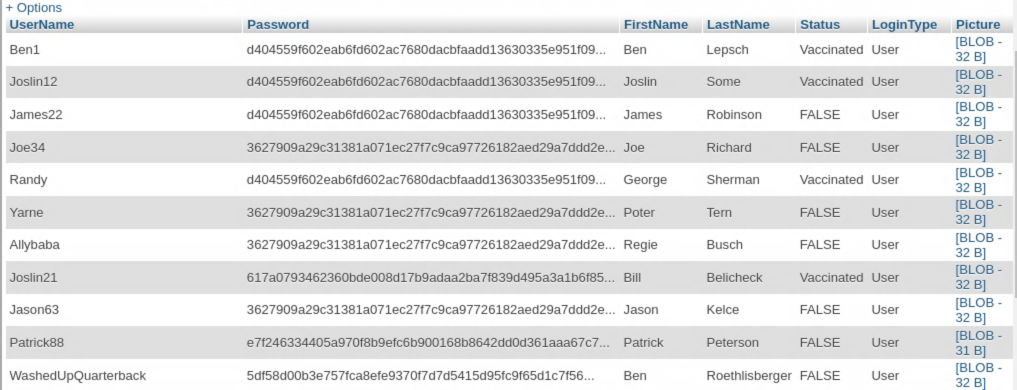 + Options
UserName Password FirstName LastName Status LoginType Picture
Ben1 d404559f602eab6fd602ac7680dacbfaadd13630335e951f09... Ben Lepsch Vaccinated User [BLOB - 32 B]
Joslin12 d404559f602eab6fd602ac7680dacbfaadd13630335e951f09... Joslin Some Vaccinated User [BLOB - 32 B]
James22 d404559f602eab6fd602ac7680dacbfaadd13630335e951f09... James Robinson FALSE User [BLOB - 32 B]
Joe34 3627909a29c31381a071ec27f7c9ca97726182aed29a7ddd2e... Joe Richard FALSE User [BLOB - 32 B]
Randy d404559f602eab6fd602ac7680dacbfaadd13630335e951f09... George Sherman Vaccinated User [BLOB - 32 B]
Yarne 3627909a29c31381a071ec27f7c9ca97726182aed29a7ddd2e... Poter Tern FALSE User [BLOB - 32 B]
Allybaba 3627909a29c31381a071ec27f7c9ca97726182aed29a7ddd2e... Regie Busch FALSE User [BLOB - 32 B]
Joslin21 617a0793462360bde008d17b9adaa2ba7f839d495a3a1b6f85... Bill Belicheck Vaccinated User [BLOB - 32 B]
Jason63 3627909a29c31381a071ec27f7c9ca97726182aed29a7ddd2e... Jason Kelce FALSE User [BLOB - 32 B]
Patrick88 e7f246334405a970f8b9efc6b900168b8642dd0d361aaa67c7... Patrick Peterson FALSE User [BLOB - 31 B]
WashedUpQuarterback 5df58d00b3e757fca8efe9370f7d7d5415d95fc9f65d1c7f56... Ben Roethlisberger FALSE User [BLOB - 32 B]